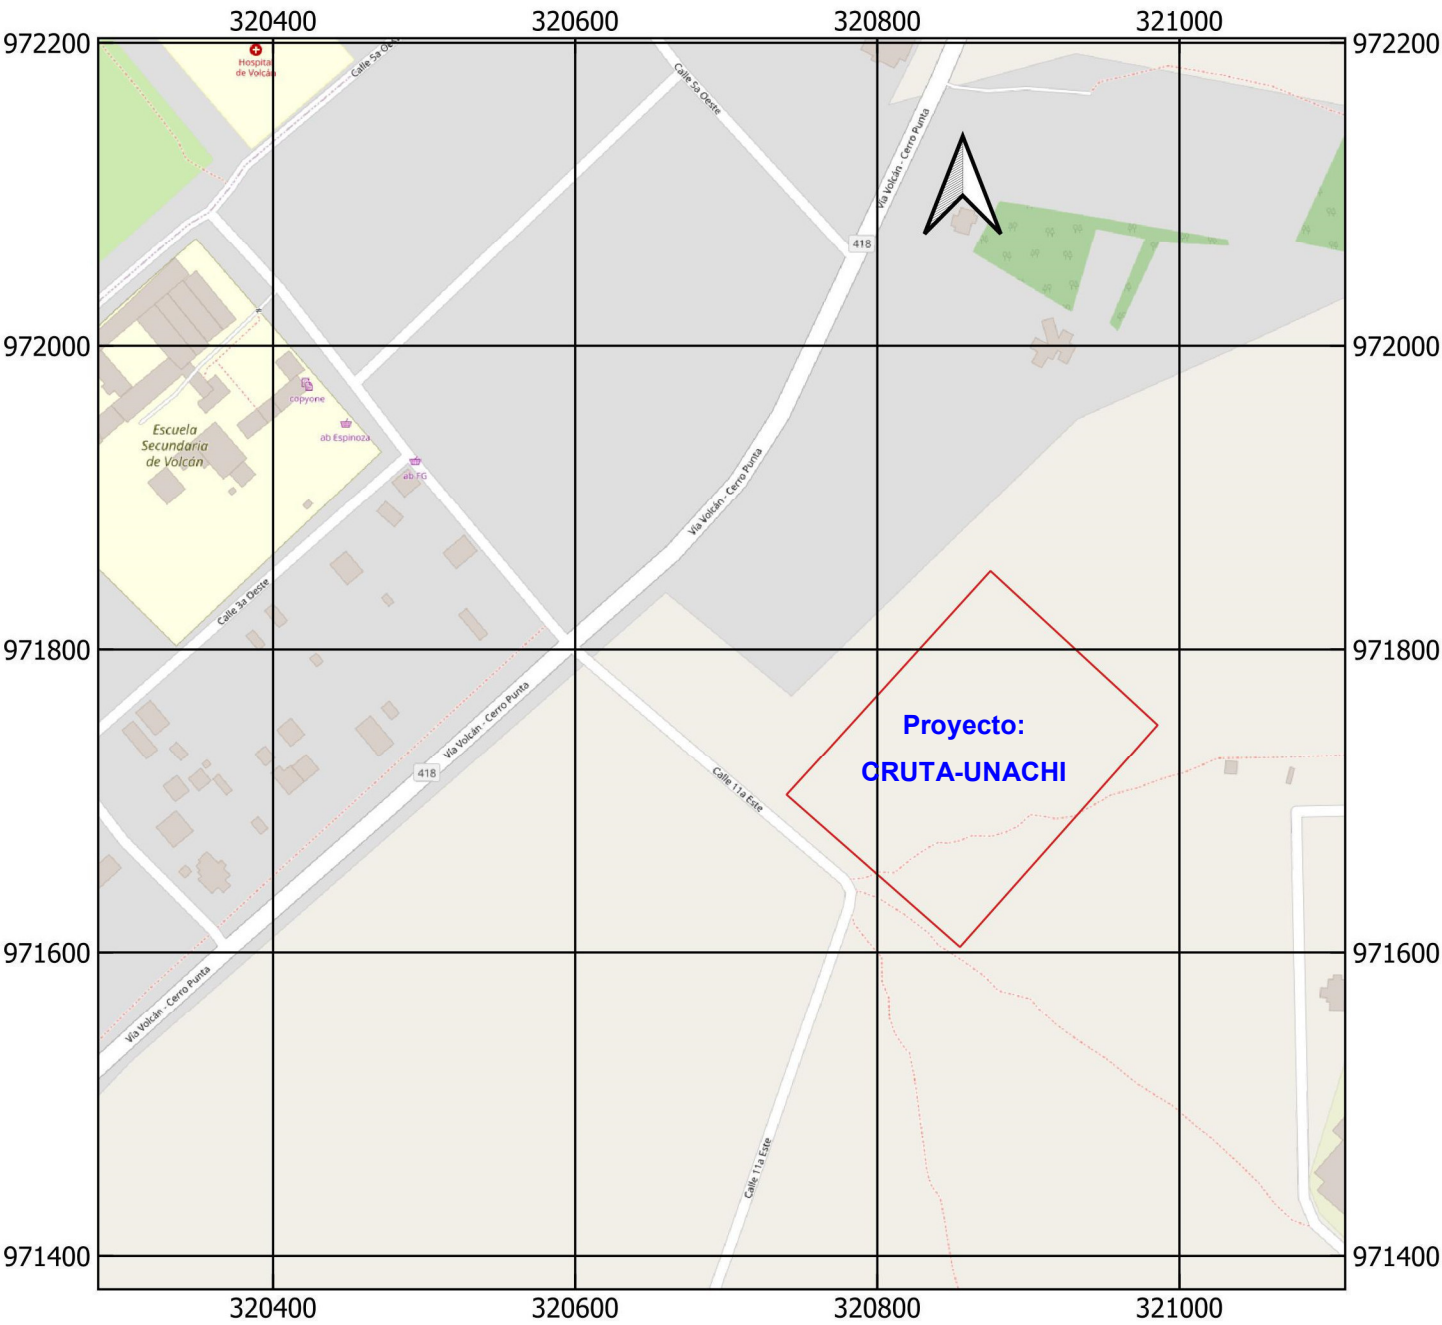 320400 320600 320800 321000
972200 972200
Hospital
de Volcán
Calle 5a Oeste
Vía Volcán - Cerro Punta
418
972000 972000
copyone
ab Espinoza
Escuela
Secundaria
de Volcán
ab FG
Vía Volcán - Cerro Punta
Calle 3a Oeste
971800 971800
Vía Volcán - Cerro Punta
418
Proyecto:
CRUTA-UNACHI
Calle 11a Este
971600 971600
Vía Volcán - Cerro Punta
Calle 11a Este
971400 971400
320400 320600 320800 321000